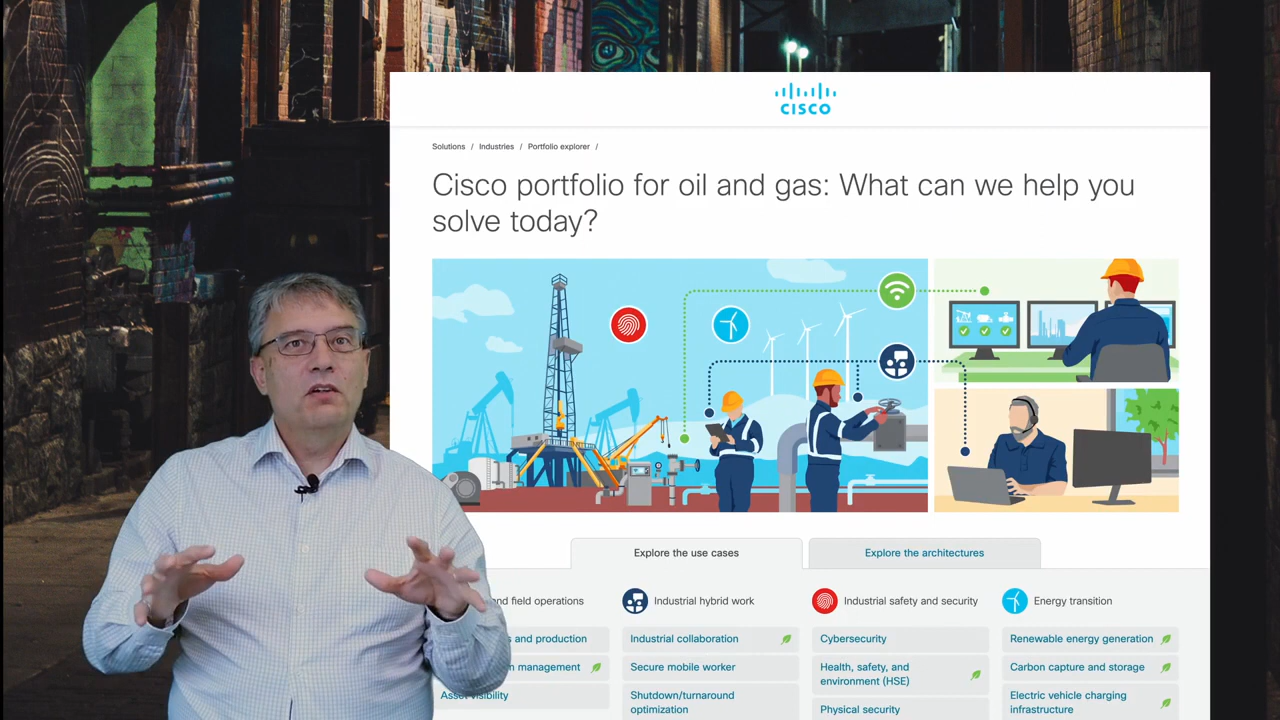 CISCO
Solutions / Industries / Portfolio explorer /
Cisco portfolio for oil and gas: What can we help you
solve today?
Explore the use cases
Explore the architectures
and field operations
Industrial hybrid work
Industrial safety and security
Energy transition
and production
Industrial collaboration
Cybersecurity
Renewable energy generation
management
Secure mobile worker
Health, safety, and
environment (HSE)
Carbon capture and storage
Asset visibility
Shutdown/turnaround
optimization
Physical security
Electric vehicle charging
infrastructure